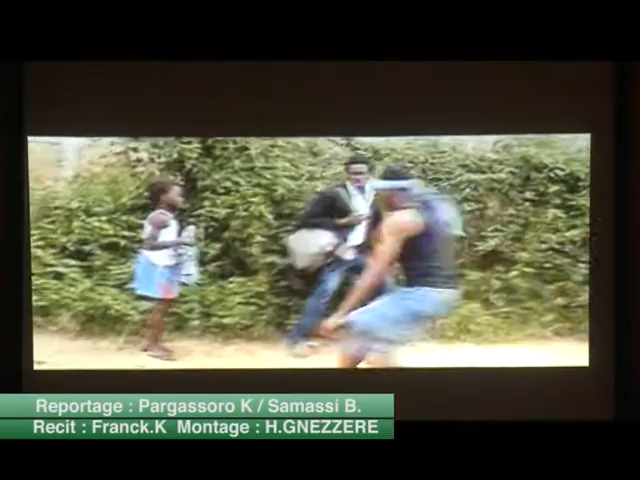 Reportage : Pargassoro K / Samassi B.
Recit : Franck.K Montage : H.GNEZZERE